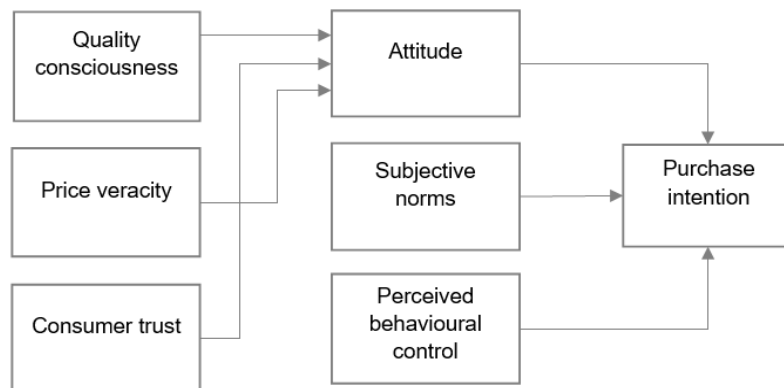 Quality
consciousness
Attitude
Price veracity
Subjective
norms
Purchase
intention
Consumer trust
Perceived
behavioural
control